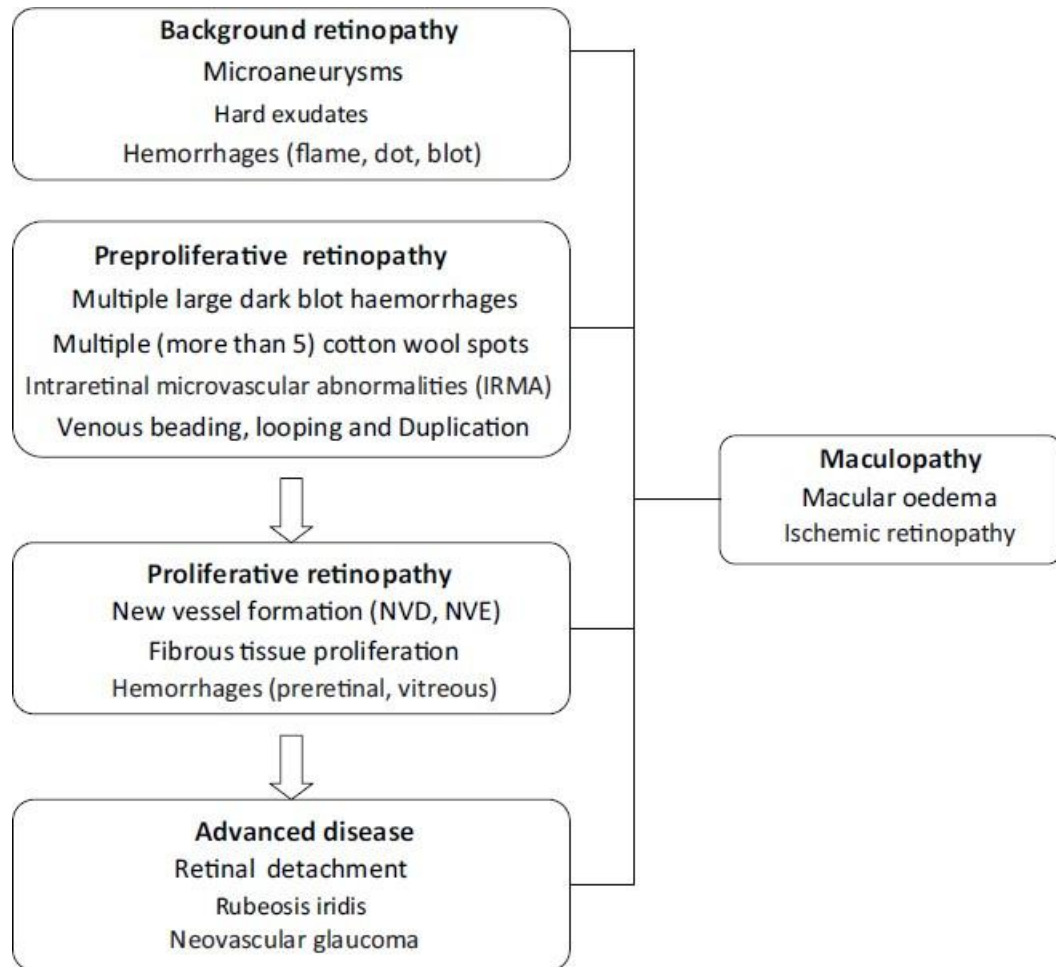 Background retinopathy
Microaneurysms
Hard exudates
Hemorrhages (flame, dot, blot)
Preproliferative retinopathy
Multiple large dark blot haemorrhages
Multiple (more than 5) cotton wool spots
Intraretinal microvascular abnormalities (IRMA)
Venous beading, looping and Duplication
Proliferative retinopathy
New vessel formation (NVD, NVE)
Fibrous tissue proliferation
Hemorrhages (preretinal, vitreous)
Advanced disease
Retinal detachment
Rubeosis iridis
Neovascular glaucoma
Maculopathy
Macular oedema
Ischemic retinopathy